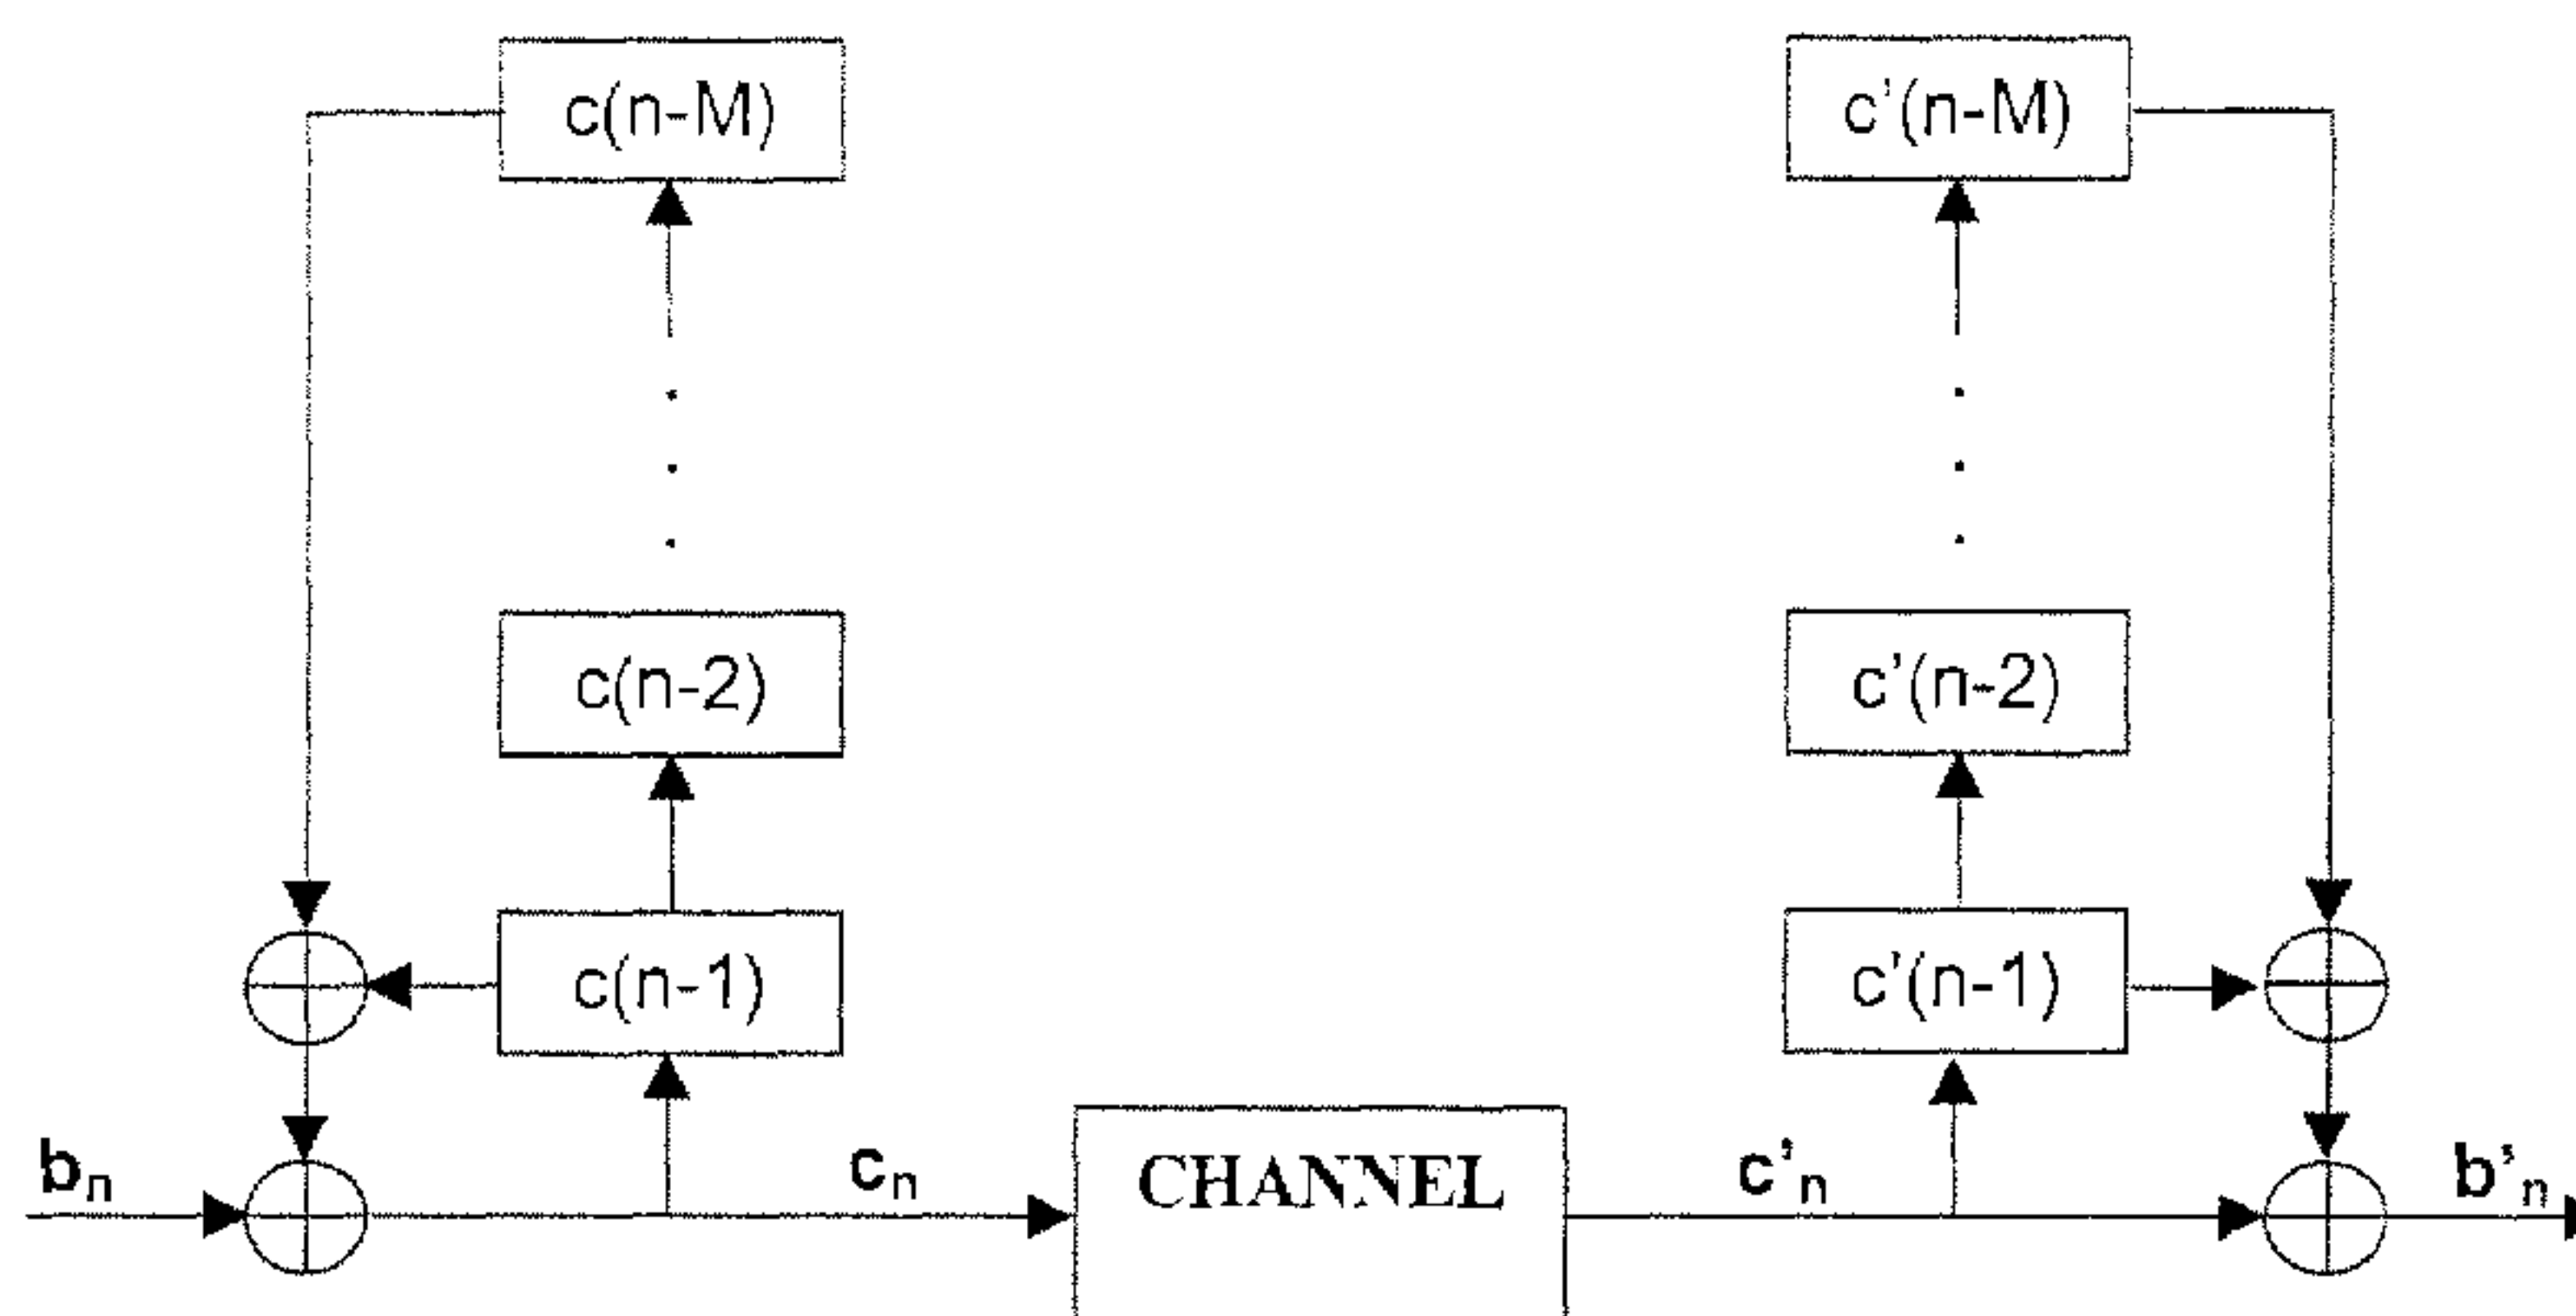 c(n-M)
c'(n-M)
c(n-2)
c'(n-2)
c(n-1)
c'(n-1)
bn
cn
CHANNEL
c'n
b'n